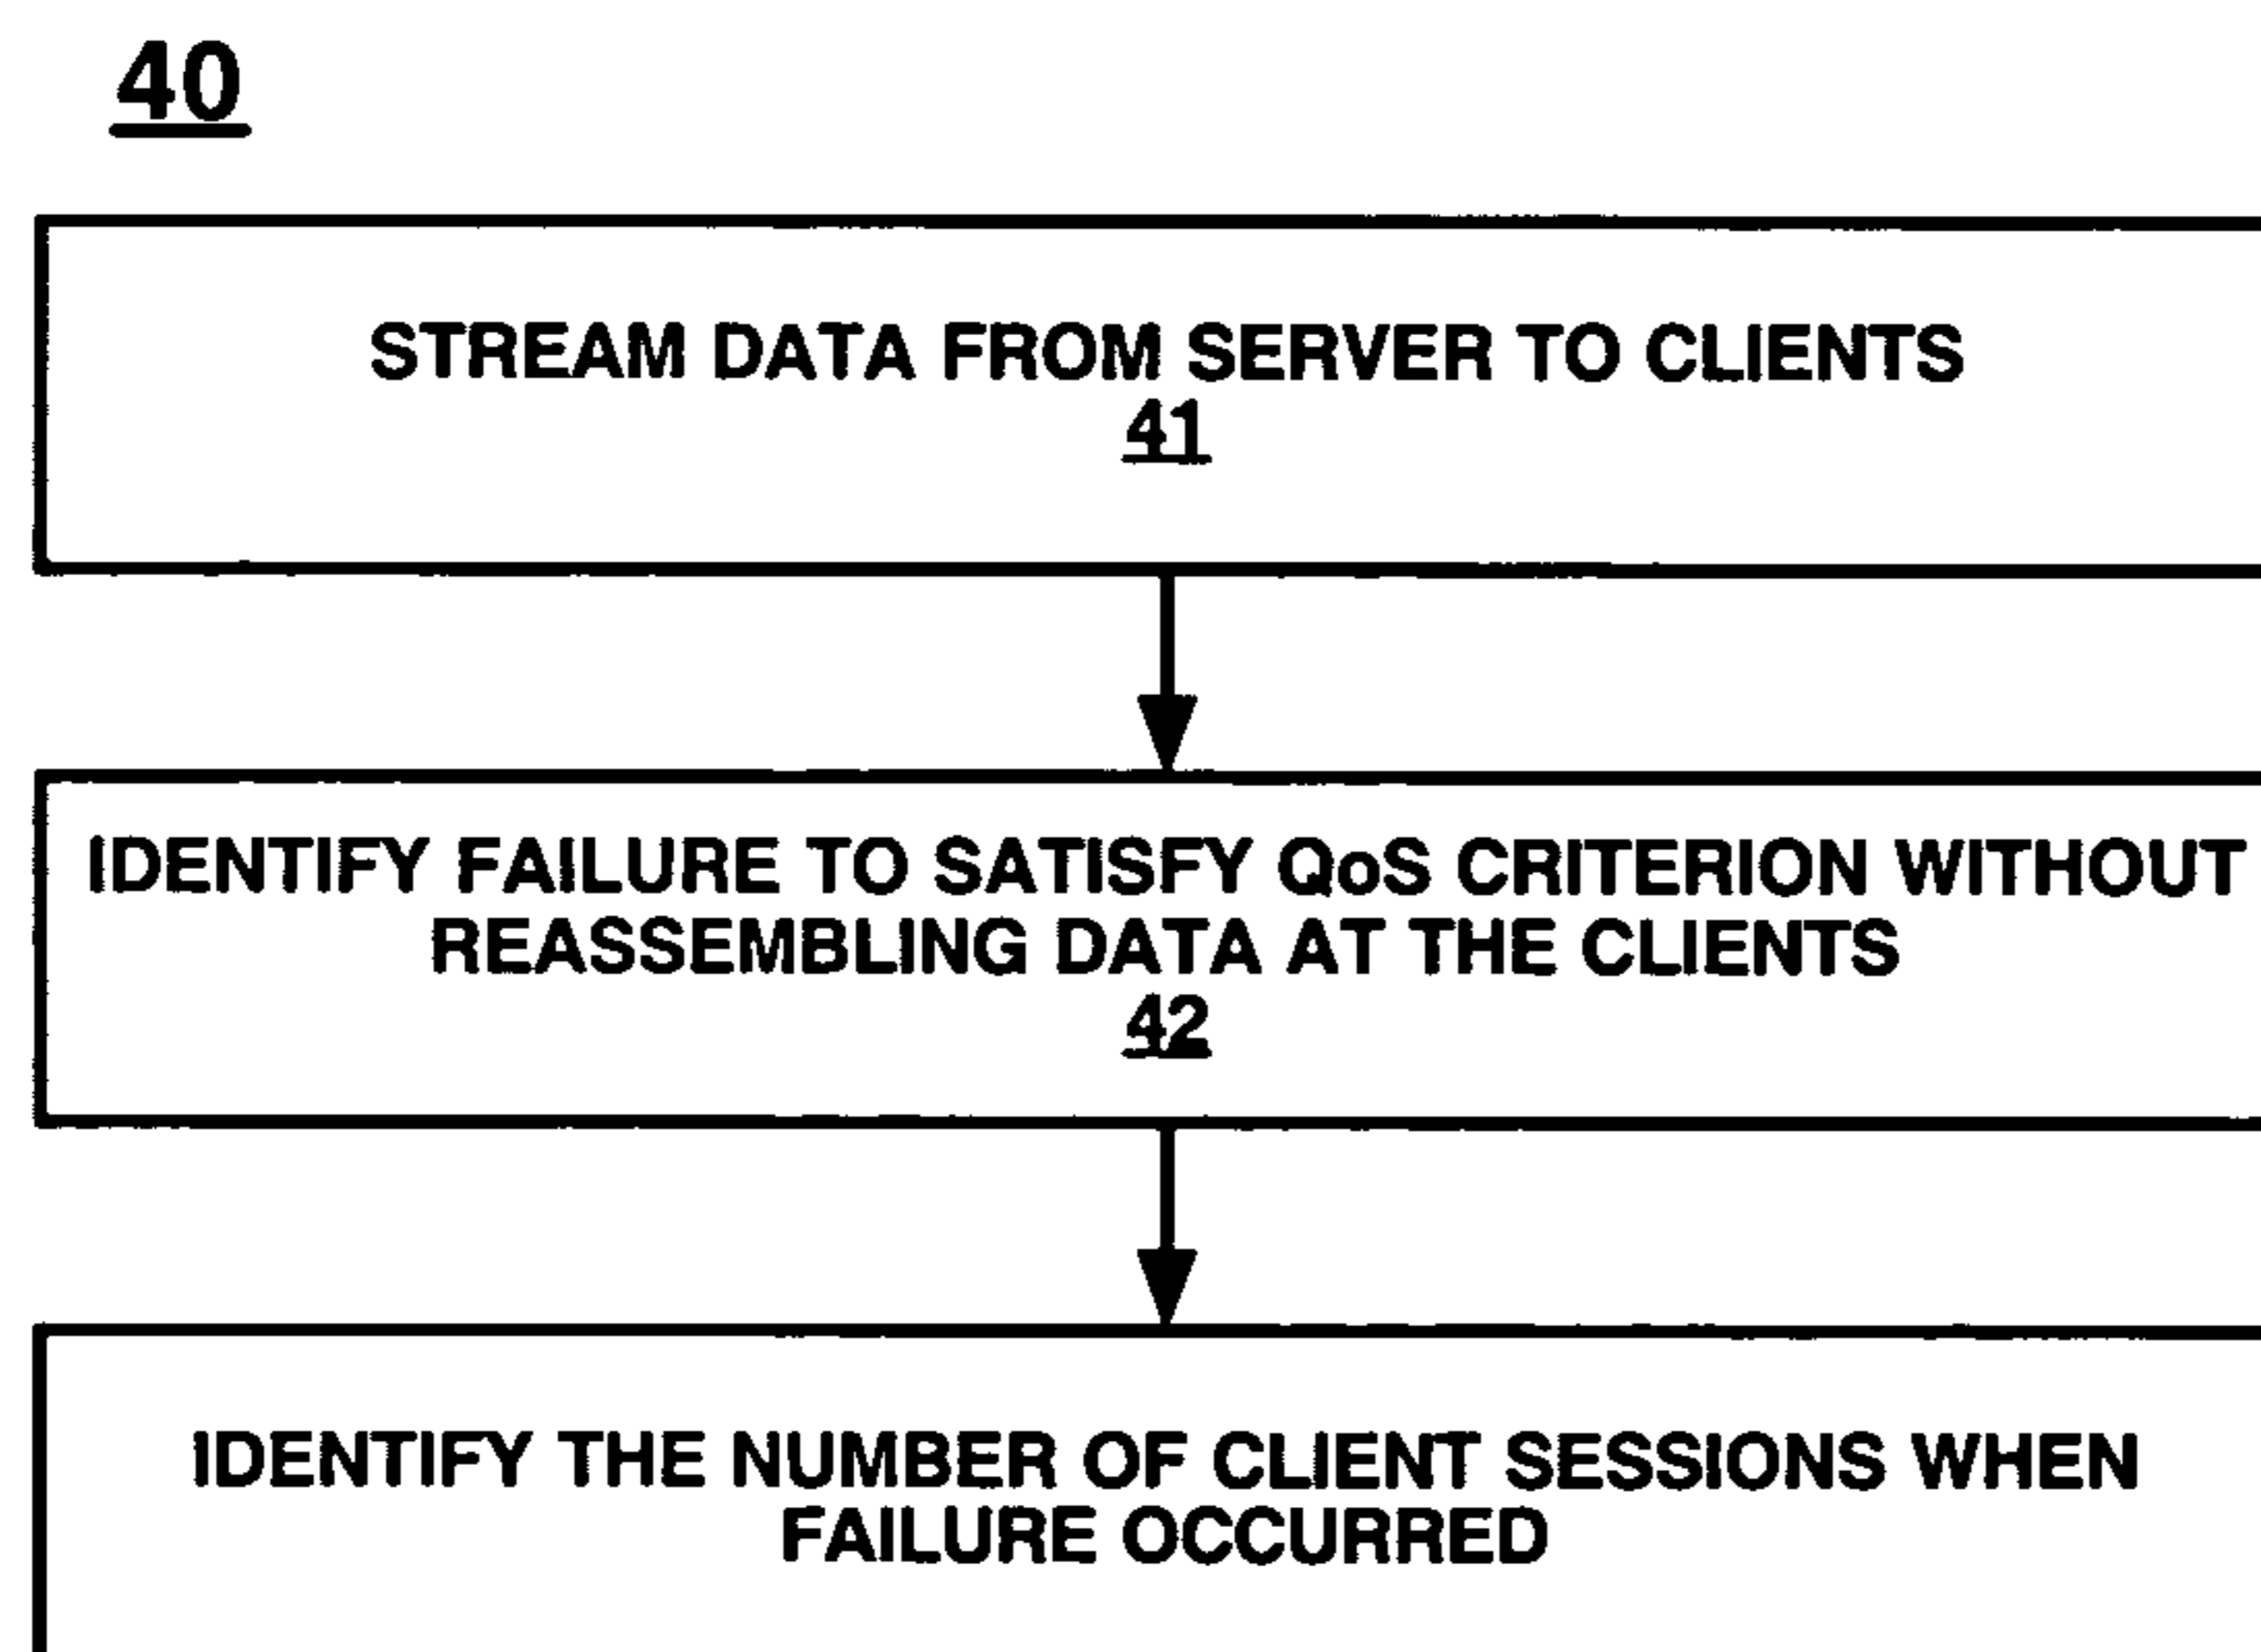 40
STREAM DATA FROM SERVER TO CLIENTS
41
IDENTIFY FAILURE TO SATISFY QoS CRITERION WITHOUT
REASSEMBLING DATA AT THE CLIENTS
42
IDENTIFY THE NUMBER OF CLIENT SESSIONS WHEN
FAILURE OCCURRED